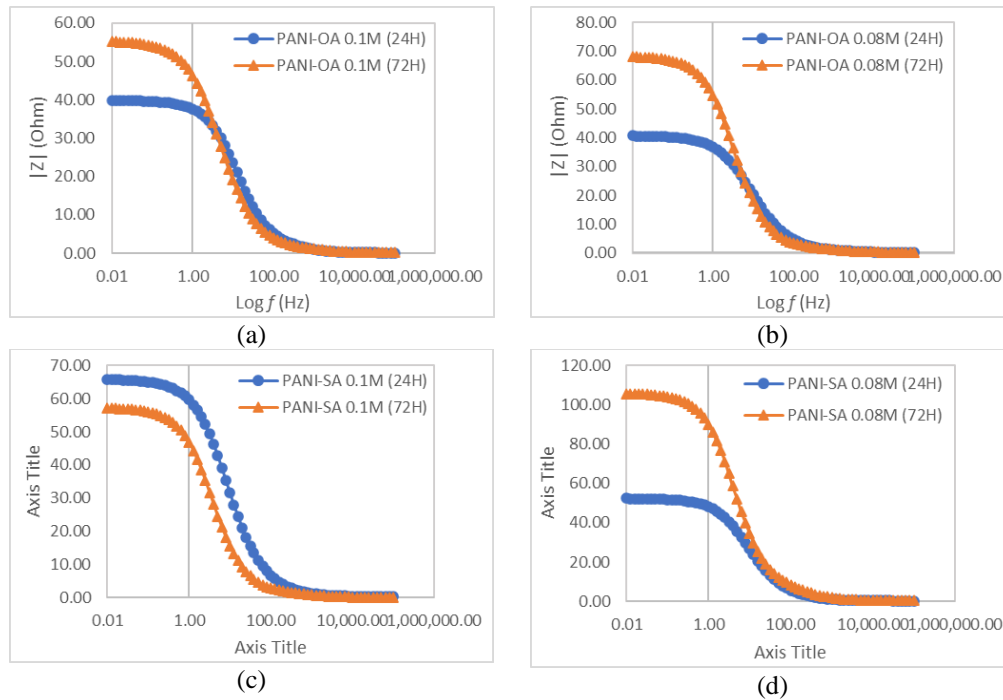 60.00
50.00
40.00
30.00
20.00
10.00
0.00
|Z| (Ohm)
PANI-OA 0.1M (24H)
PANI-OA 0.1M (72H)
0.01 1.00 100.00 10,000.00 1,000,000.00
Log f (Hz)
(a)
80.00
70.00
60.00
50.00
40.00
30.00
20.00
10.00
0.00
|Z| (Ohm)
PANI-OA 0.08M (24H)
PANI-OA 0.08M (72H)
0.01 1.00 100.00 10,000.00 1,000,000.00
Log f (Hz)
(b)
70.00
60.00
50.00
40.00
30.00
20.00
10.00
0.00
Axis Title
PANI-SA 0.1M (24H)
PANI-SA 0.1M (72H)
0.01 1.00 100.00 10,000.00 1,000,000.00
Axis Title
(c)
120.00
100.00
80.00
60.00
40.00
20.00
0.00
Axis Title
PANI-SA 0.08M (24H)
PANI-SA 0.08M (72H)
0.01 1.00 100.00 10,000.00 1,000,000.00
Axis Title
(d)